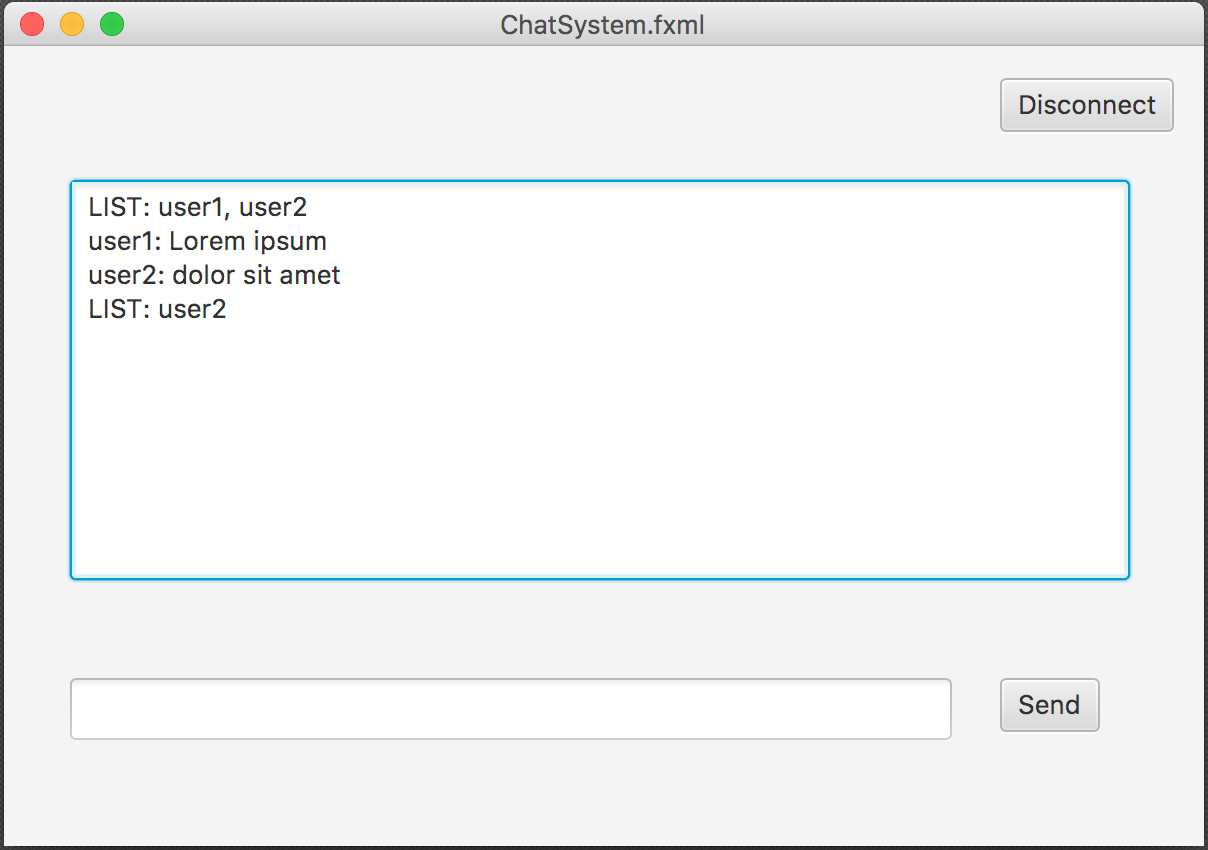 ChatSystem.fxml
Disconnect
LIST: user1, user2
user1: Lorem ipsum
user2: dolor sit amet
LIST: user2
Send